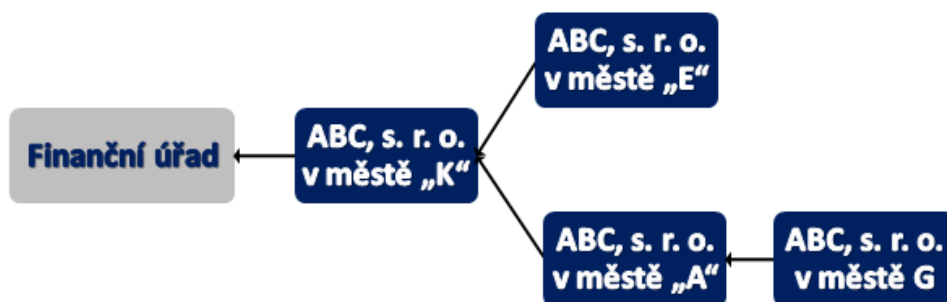 Finanční úřad
ABC, s. r. o.
v městě „K“
ABC, s. r. o.
v městě „E“
ABC, s. r. o.
v městě „A“
ABC, s. r. o.
v městě G